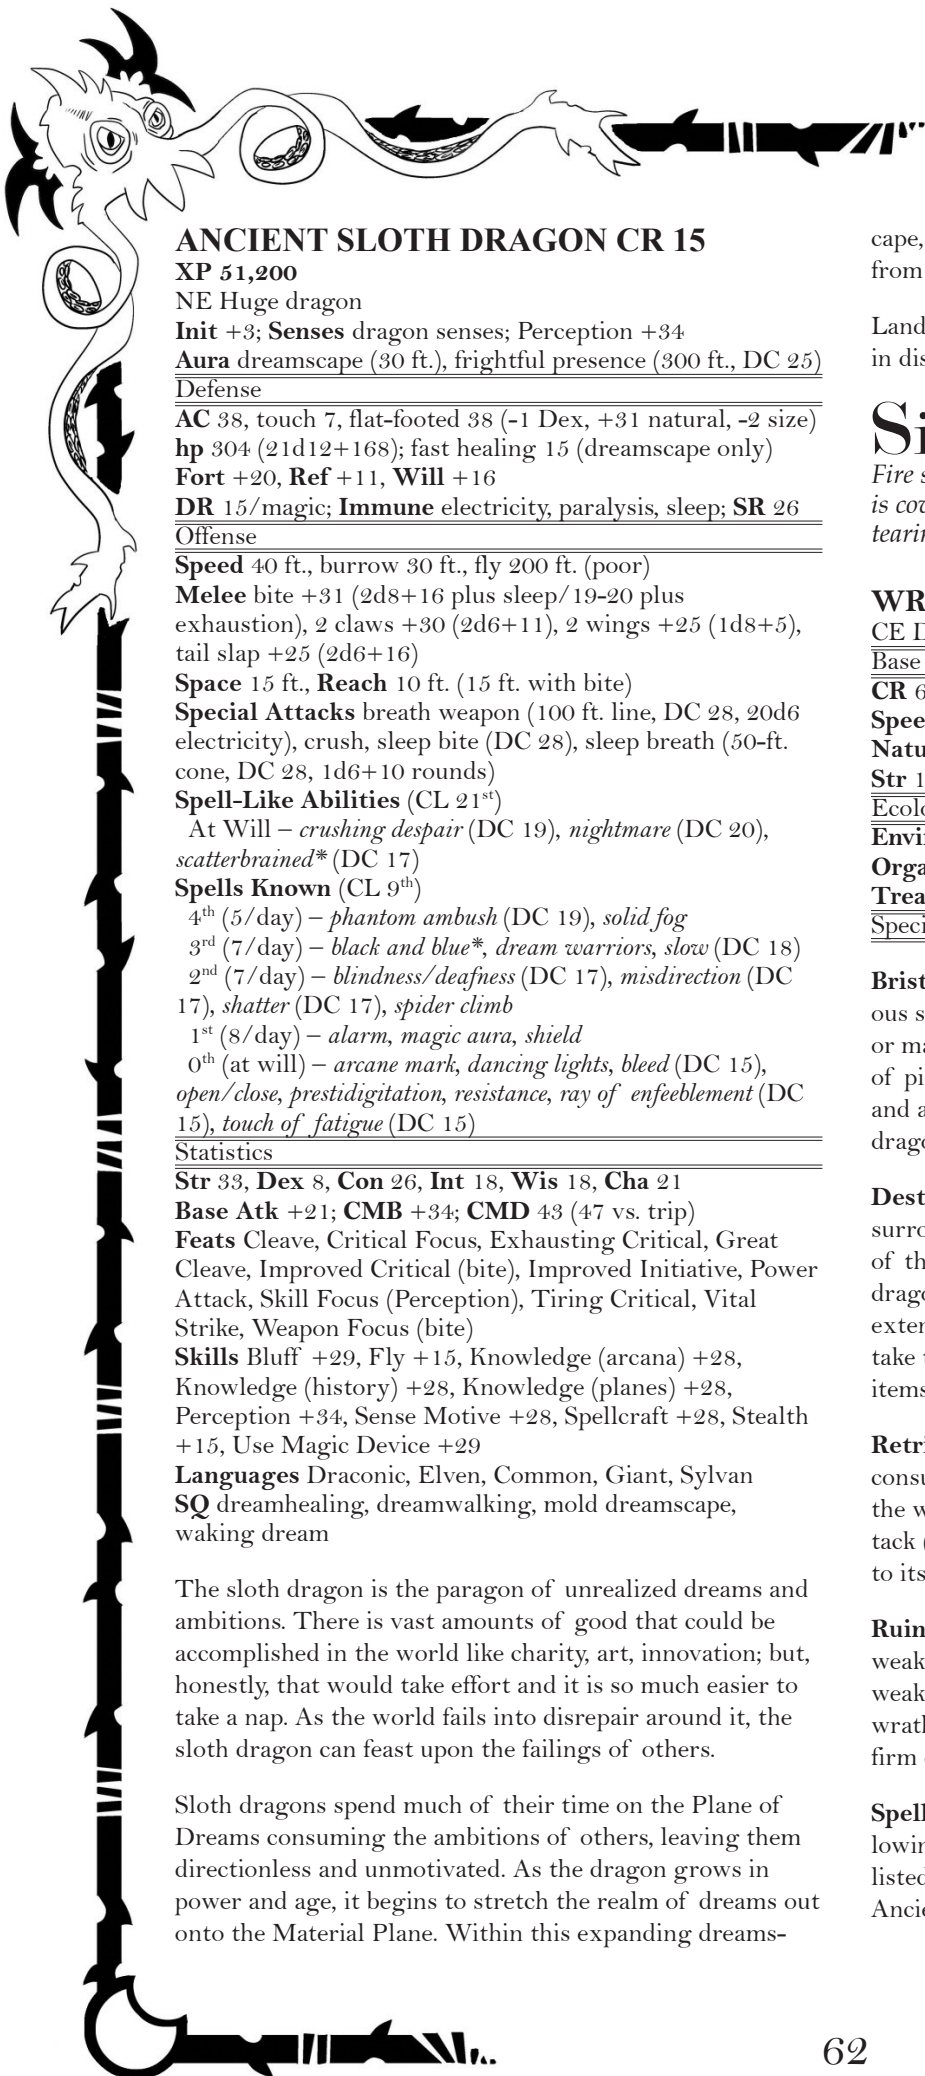 ANCIENT SLOTH DRAGON CR 15
XP 51,200
NE Huge dragon
Init +3; Senses dragon senses; Perception +34
Aura dreamscape (30 ft.), frightful presence (300 ft., DC 25)
Defense
AC 38, touch 7, flat-footed 38 (-1 Dex, +31 natural, -2 size)
hp 304 (21d12+168); fast healing 15 (dreamscape only)
Fort +20, Ref +11, Will +16
DR 15/magic; Immune electricity, paralysis, sleep; SR 26
Offense
Speed 40 ft., burrow 30 ft., fly 200 ft. (poor)
Melee bite +31 (2d8+16 plus sleep/19-20 plus
exhaustion), 2 claws +30 (2d6+11), 2 wings +25 (1d8+5),
tail slap +25 (2d6+16)
Space 15 ft., Reach 10 ft. (15 ft. with bite)
Special Attacks breath weapon (100 ft. line, DC 28, 20d6
electricity), crush, sleep bite (DC 28), sleep breath (50-ft.
cone, DC 28, 1d6+10 rounds)
Spell-Like Abilities (CL 21st)
At Will – crushing despair (DC 19), nightmare (DC 20),
scatterbrained* (DC 17)
Spells Known (CL 9th)
4th (5/day) – phantom ambush (DC 19), solid fog
3rd (7/day) – black and blue*, dream warriors, slow (DC 18)
2nd (7/day) – blindness/deafness (DC 17), misdirection (DC
17), shatter (DC 17), spider climb
1st (8/day) – alarm, magic aura, shield
0th (at will) – arcane mark, dancing lights, bleed (DC 15),
open/close, prestidigitation, resistance, ray of enfeeblement (DC
15), touch of fatigue (DC 15)
Statistics
Str 33, Dex 8, Con 26, Int 18, Wis 18, Cha 21
Base Atk +21; CMB +34; CMD 43 (47 vs. trip)
Feats Cleave, Critical Focus, Exhausting Critical, Great
Cleave, Improved Critical (bite), Improved Initiative, Power
Attack, Skill Focus (Perception), Tiring Critical, Vital
Strike, Weapon Focus (bite)
Skills Bluff +29, Fly +15, Knowledge (arcana) +28,
Knowledge (history) +28, Knowledge (planes) +28,
Perception +34, Sense Motive +28, Spellcraft +28, Stealth
+15, Use Magic Device +29
Languages Draconic, Elven, Common, Giant, Sylvan
SQ dreamhealing, dreamwalking, mold dreamscape,
waking dream
The sloth dragon is the paragon of unrealized dreams and
ambitions. There is vast amounts of good that could be
accomplished in the world like charity, art, innovation; but,
honestly, that would take effort and it is so much easier to
take a nap. As the world fails into disrepair around it, the
sloth dragon can feast upon the failings of others.
Sloth dragons spend much of their time on the Plane of
Dreams consuming the ambitions of others, leaving them
directionless and unmotivated. As the dragon grows in
power and age, it begins to stretch the realm of dreams out
onto the Material Plane. Within this expanding dreams-
cape,
from
Land
in dis
Fire s
is cov
tearin
WR
CE D
Base
CR 6
Spee
Natu
Str 1
Ecolo
Envir
Orga
Trea
Speci
Brist
ous s
or ma
of pi
and a
drago
Dest
surro
of th
drago
exter
take t
items
Retri
consu
the w
tack (
to its
Ruin
weak
weak
wrath
firm
Spell
lowin
listed
Ancie
62